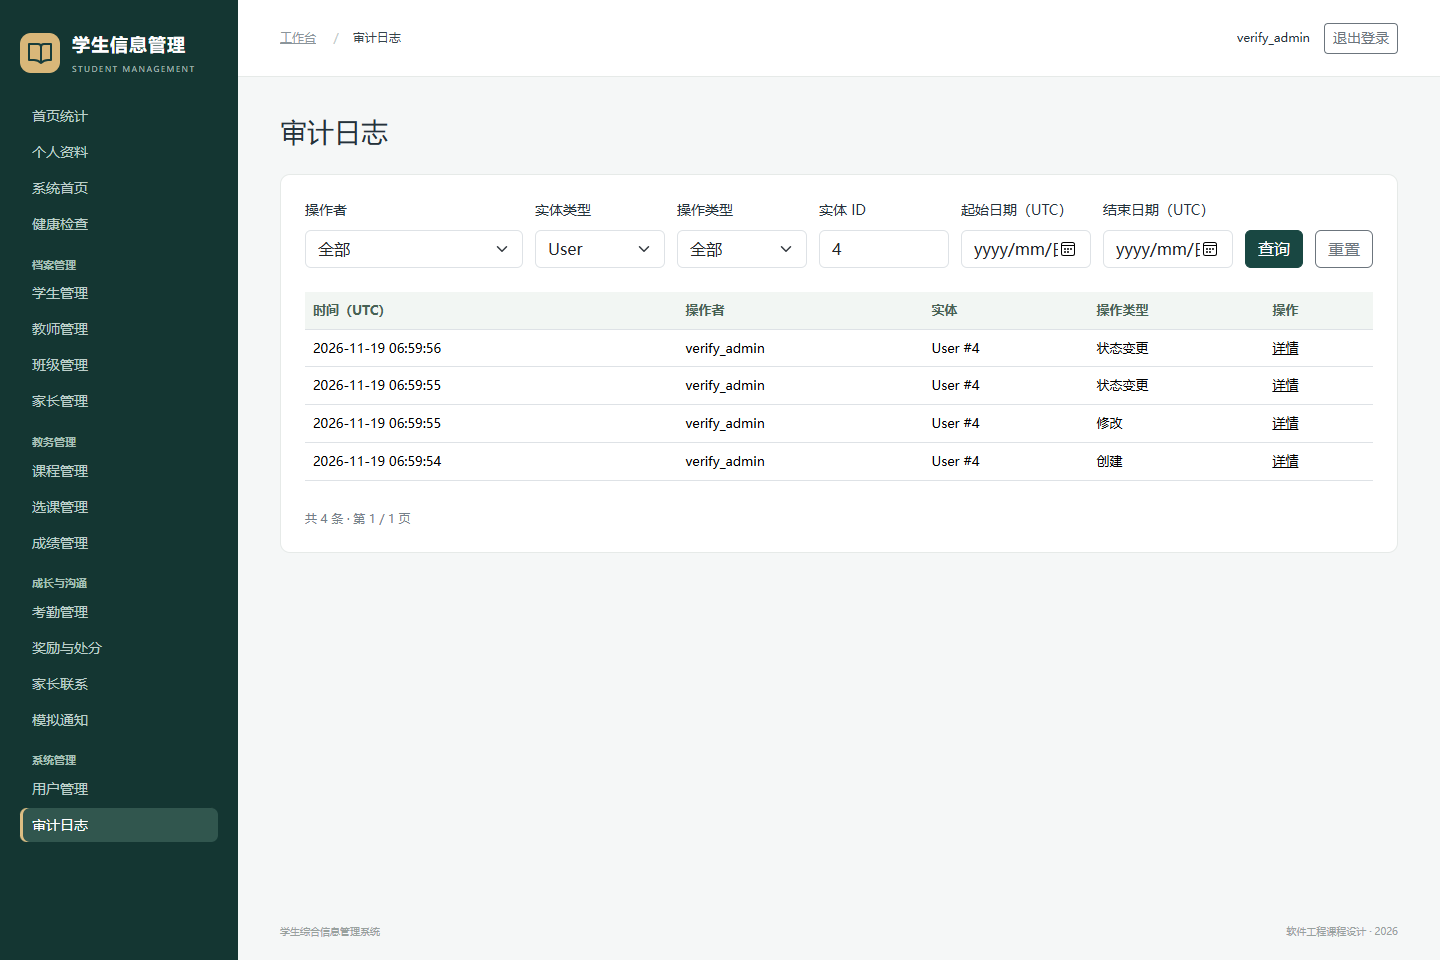 学生信息管理
STUDENT MANAGEMENT
首页统计
个人资料
系统首页
健康检查
档案管理
学生管理
教师管理
班级管理
家长管理
教务管理
课程管理
选课管理
成绩管理
成长与沟通
考勤管理
奖励与处分
家长联系
模拟通知
系统管理
用户管理
审计日志
工作台 / 审计日志
verify_admin 退出登录
审计日志
操作者 实体类型 操作类型 实体 ID 起始日期（UTC） 结束日期（UTC）
全部 User 全部 4 yyyy/mm/ yyyy/mm/ 查询 重置
时间（UTC） 操作者 实体 操作类型 操作
2026-11-19 06:59:56 verify_admin User #4 状态变更 详情
2026-11-19 06:59:55 verify_admin User #4 状态变更 详情
2026-11-19 06:59:55 verify_admin User #4 修改 详情
2026-11-19 06:59:54 verify_admin User #4 创建 详情
共 4 条 · 第 1 / 1 页
学生综合信息管理系统 软件工程课程设计 · 2026